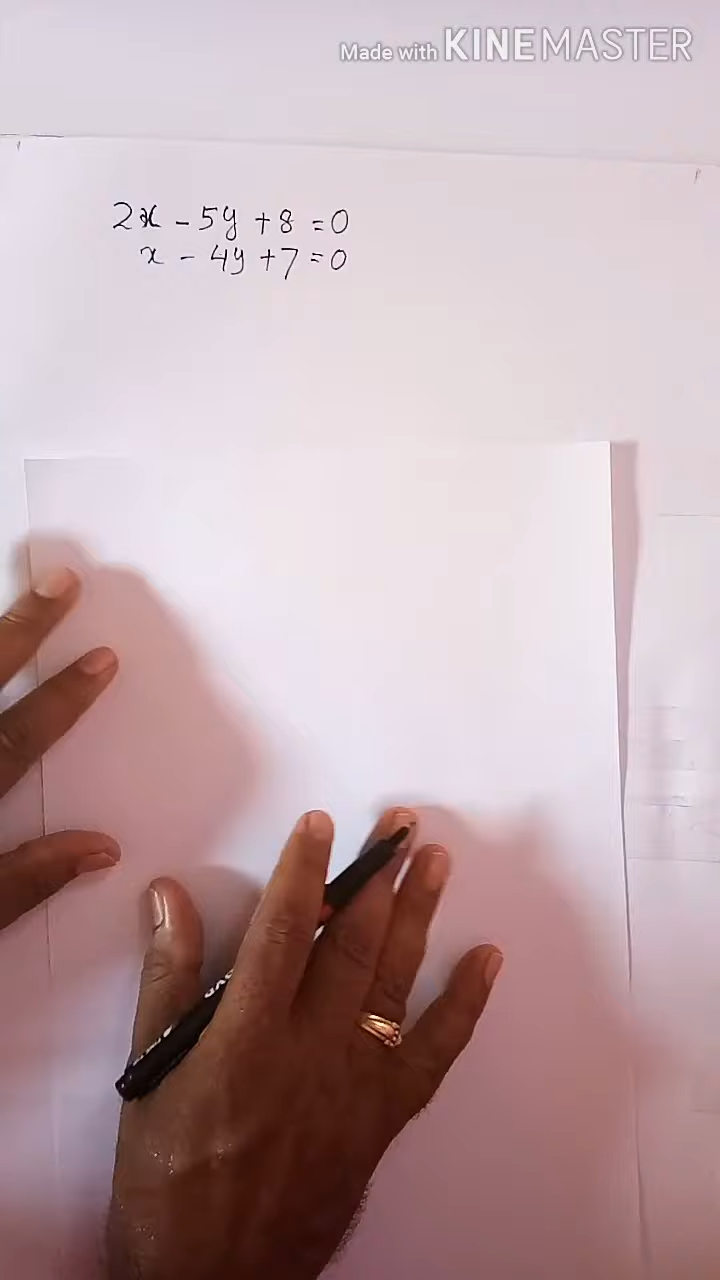 Made with KINEMASTER
2x - 5y + 8 = 0
x - 4y + 7 = 0